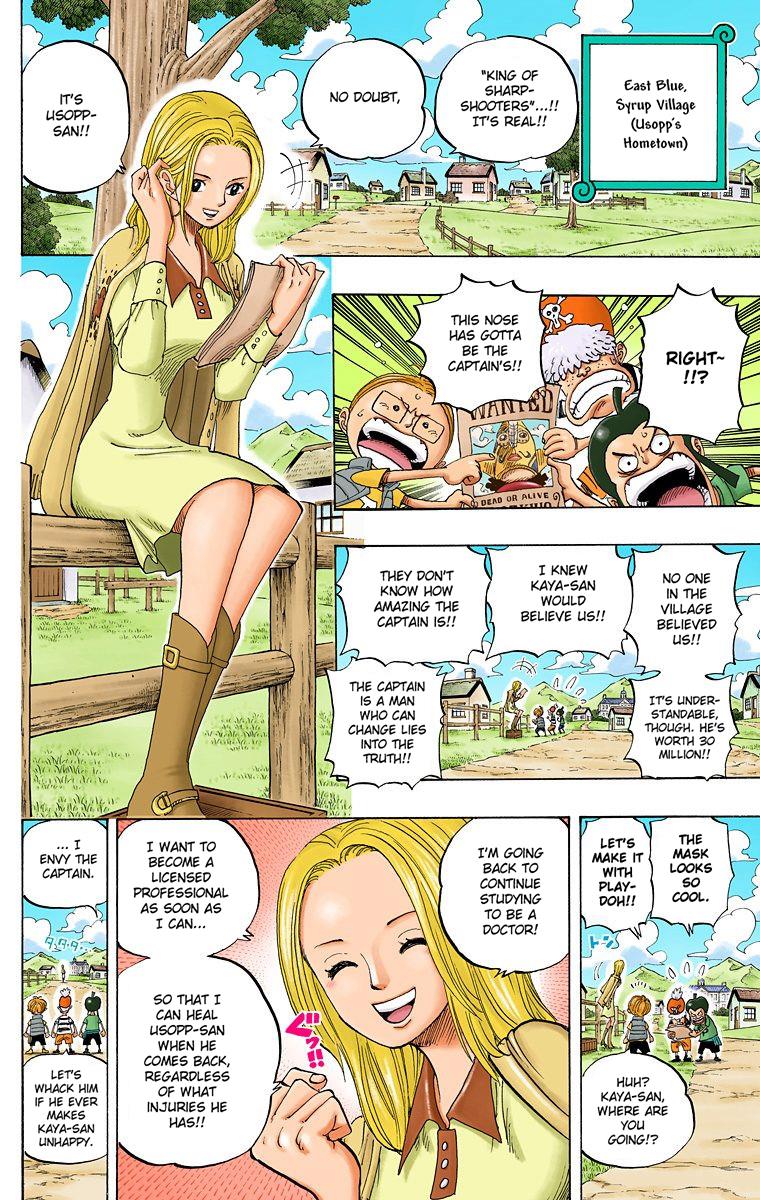 East Blue,
Syrup Village
(Usopp's
Hometown)
"KING OF
SHARP-
SHOOTERS"...!!
IT'S REAL!!
NO DOUBT,
IT'S
USOPP-
SAN!!
RIGHT~
!!?
THIS NOSE
HAS GOTTA
BE THE
CAPTAIN'S!!
WANTED
DEAD OR ALIVE
NO ONE
IN THE
VILLAGE
BELIEVED
US!!
I KNEW
KAYA-SAN
WOULD
BELIEVE US!!
THEY DON'T
KNOW HOW
AMAZING THE
CAPTAIN IS!!
IT'S UNDER-
STANDABLE,
THOUGH. HE'S
WORTH 30
MILLION!!
THE CAPTAIN
IS A MAN
WHO CAN
CHANGE LIES
INTO THE
TRUTH!!
THE
MASK
LOOKS
SO
COOL.
LET'S
MAKE IT
WITH
PLAY-
DOH!!
トン
HUH?
KAYA-SAN,
WHERE ARE
YOU
GOING!?
I'M GOING
BACK TO
CONTINUE
STUDYING
TO BE A
DOCTOR!
I WANT TO
BECOME A
LICENSED
PROFESSIONAL
AS SOON AS
I CAN...
SO THAT I
CAN HEAL
USOPP-SAN
WHEN HE
COMES BACK,
REGARDLESS
OF WHAT
INJURIES HE
HAS!!
ぐっ!!
... I
ENVY THE
CAPTAIN.
タタタ...
LET'S
WHACK HIM
IF HE EVER
MAKES
KAYA-SAN
UNHAPPY.